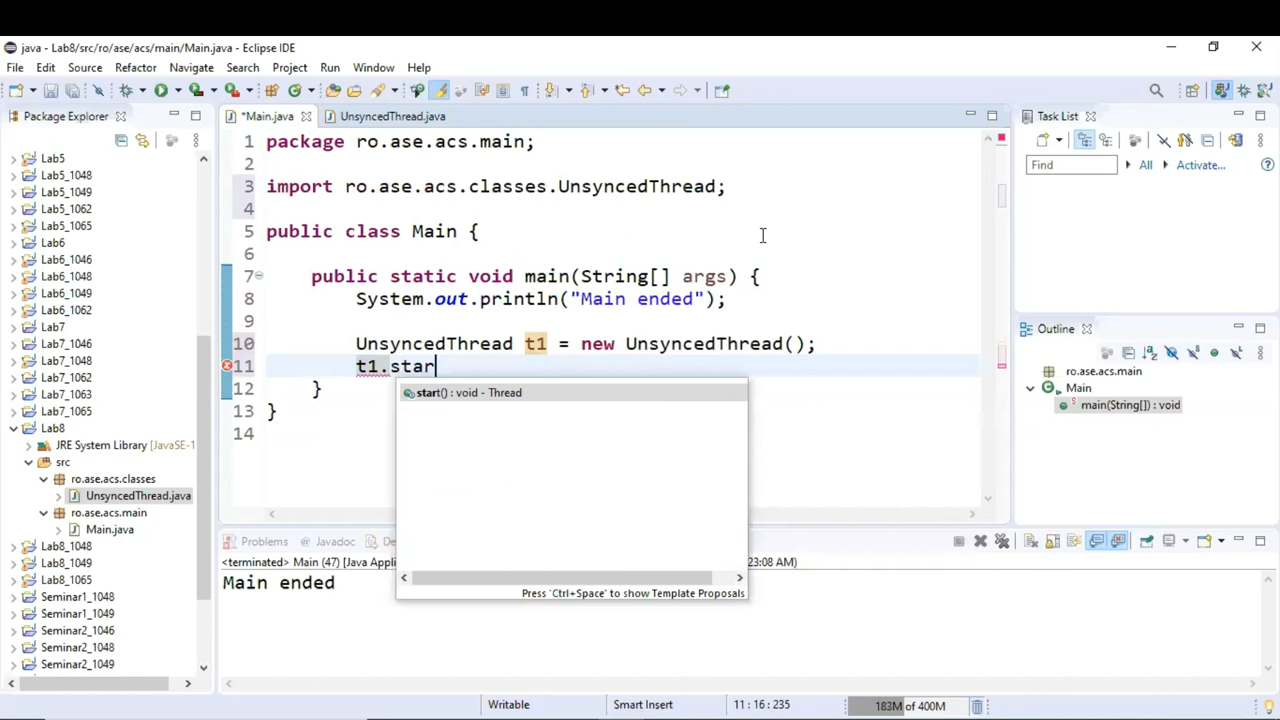 java - Lab8/src/ro/ase/acs/main/Main.java - Eclipse IDE
File Edit Source Refactor Navigate Search Project Run Window Help
Package Explorer
Lab5
Lab5_1048
Lab5_1049
Lab5_1062
Lab5_1065
Lab6
Lab6_1046
Lab6_1048
Lab6_1049
Lab6_1062
Lab7
Lab7_1046
Lab7_1048
Lab7_1049
Lab7_1063
Lab7_1065
Lab8
JRE System Library [JavaSE-1
src
ro.ase.acs.classes
UnsyncedThread.java
ro.ase.acs.main
Main.java
Lab8_1048
Lab8_1049
Lab8_1065
Seminar1_1048
Seminar1_1049
Seminar2_1046
Seminar2_1048
Seminar2_1049
*Main.java UnsyncedThread.java
1 package ro.ase.acs.main;
2
3 import ro.ase.acs.classes.UnsyncedThread;
4
5 public class Main {
6
7 public static void main(String[] args) {
8 System.out.println("Main ended");
9
10 UnsyncedThread t1 = new UnsyncedThread();
11 t1.star
12 }
13 }
14
start() : void - Thread
Press 'Ctrl+Space' to show Template Proposals
Problems Javadoc De
<terminated> Main (47) [Java Appli 23:08 AM)
Main ended
Task List
Find All Activate...
Outline
ro.ase.acs.main
Main
main(String[]) : void
Writable Smart Insert 11 : 16 : 235 183M of 400M